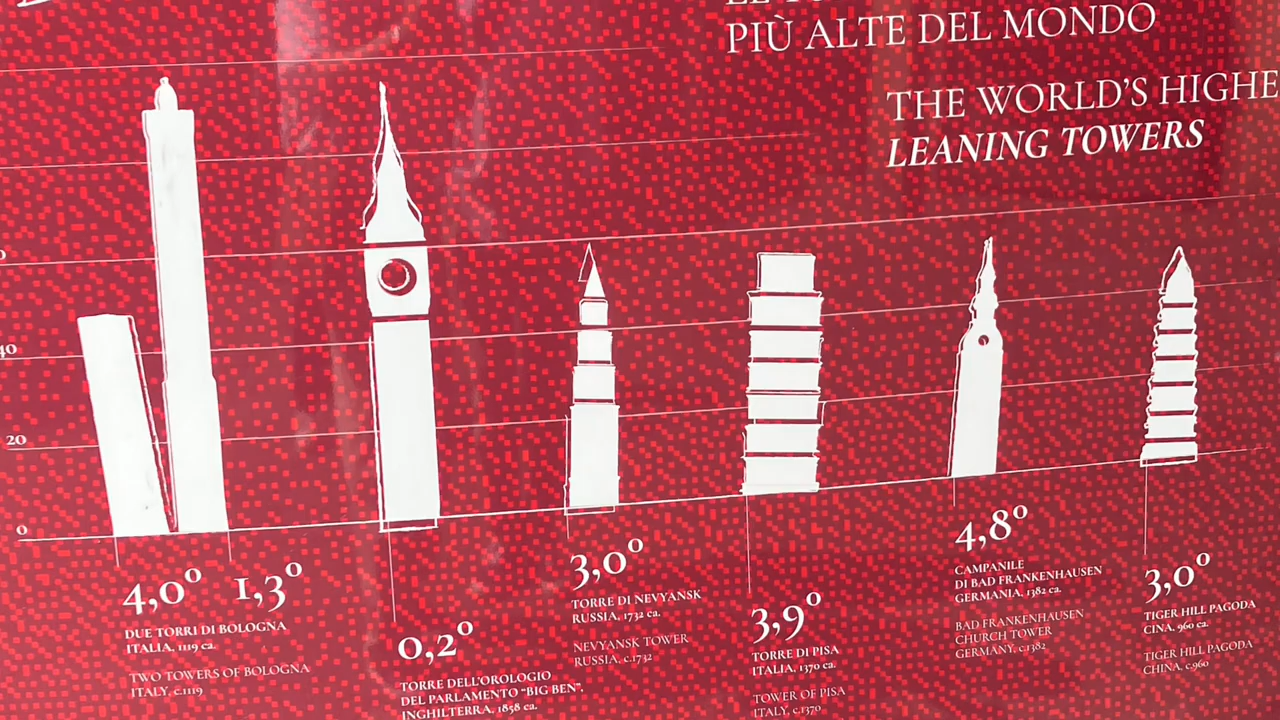 PIÙ ALTE DEL MONDO
THE WORLD'S
LEANING TOWERS
40
20
0
4,0° 1,3°
DUE TORRI DI BOLOGNA
ITALIA, 1119 ca.
TWO TOWERS OF BOLOGNA
ITALY, c.1119
0,2°
TORRE DELL'OROLOGIO
DEL PARLAMENTO "BIG BEN",
INGHILTERRA, 1858 ca.
3,0°
TORRE DI NEVYANSK
RUSSIA, 1732 ca.
NEVYANSK TOWER
RUSSIA, c.1732
3,9°
TORRE DI PISA
ITALIA, 1370 ca.
TOWER OF PISA
ITALY, c.1370
4,8°
CAMPANILE
DI BAD FRANKENHAUSEN
GERMANIA, 1382 ca.
BAD FRANKENHAUSEN
CHURCH TOWER
GERMANY, c.1382
3,0°
TIGER HILL PAGODA
CINA, 960 ca.
TIGER HILL PAGODA
CHINA, c.960